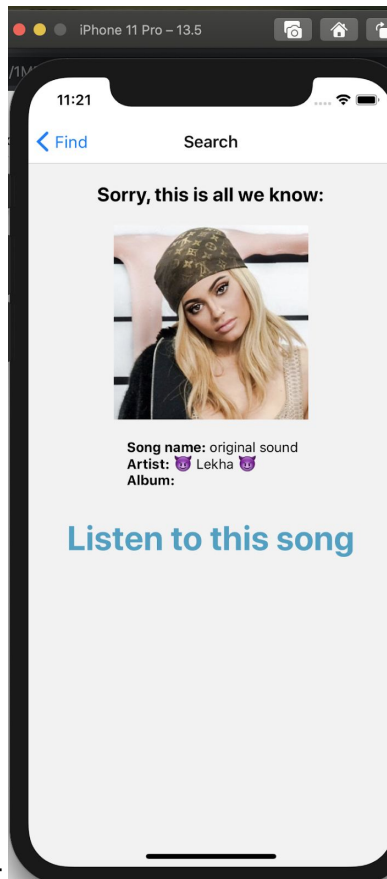 iPhone 11 Pro – 13.5
11:21
Find
Search
Sorry, this is all we know:
Song name: original sound
Artist: 😈 Lekha 😈
Album:
Listen to this song